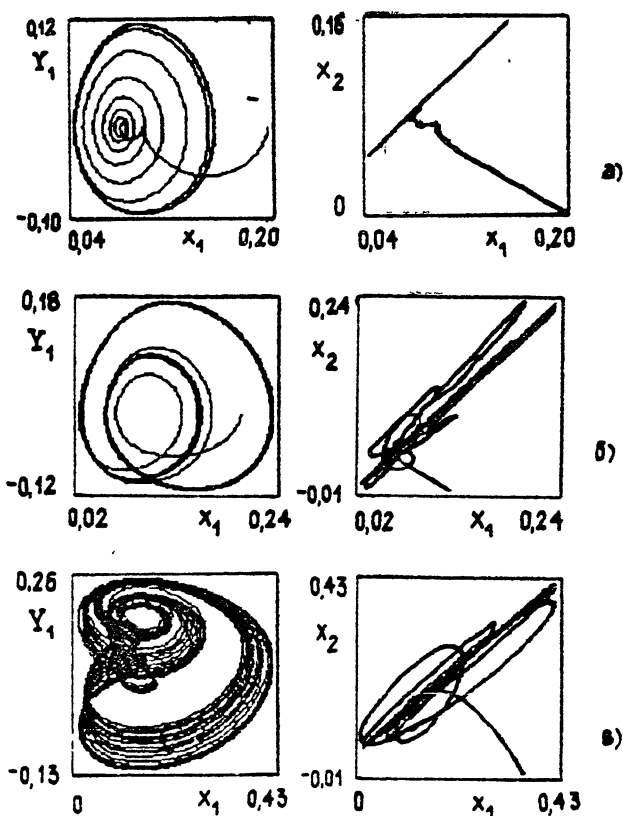 0,12
Y₁
-0,10
0,04 x₁ 0,20
0,16
x₂
0
0,04 x₁ 0,20
а)
0,18
Y₁
-0,12
0,02 x₁ 0,24
0,24
x₂
-0,01
0,02 x₁ 0,24
б)
0,26
Y₁
-0,13
0 x₁ 0,43
0,43
x₂
-0,01
0 x₁ 0,43
в)